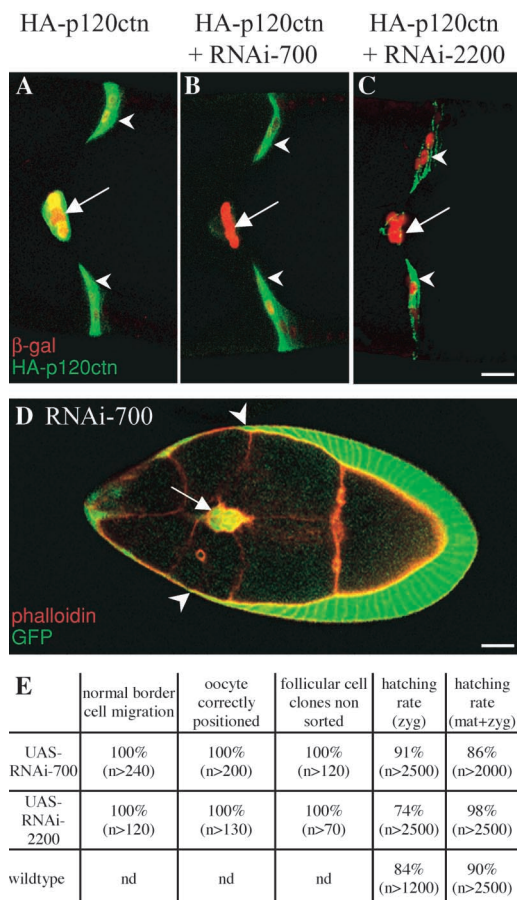 HA-p120ctn
HA-p120ctn
+ RNAi-700
HA-p120ctn
+ RNAi-2200
A
B
C
β-gal
HA-p120ctn
D RNAi-700
phalloidin
GFP
E
normal border
cell migration
oocyte
correctly
positioned
follicular cell
clones non
sorted
hatching
rate
(zyg)
hatching
rate
(mat+zyg)
UAS-
RNAi-700
100%
(n>240)
100%
(n>200)
100%
(n>120)
91%
(n>2500)
86%
(n>2000)
UAS-
RNAi-
2200
100%
(n>120)
100%
(n>130)
100%
(n>70)
74%
(n>2500)
98%
(n>2500)
wildtype
nd
nd
nd
84%
(n>1200)
90%
(n>2500)